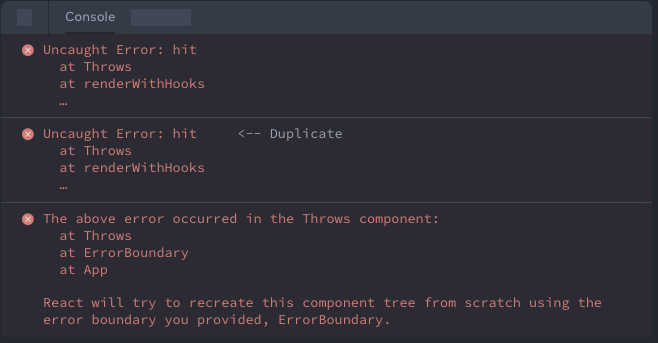 Console
Uncaught Error: hit
at Throws
at renderWithHooks
…
Uncaught Error: hit <-- Duplicate
at Throws
at renderWithHooks
…
The above error occurred in the Throws component:
at Throws
at ErrorBoundary
at App
React will try to recreate this component tree from scratch using the
error boundary you provided, ErrorBoundary.